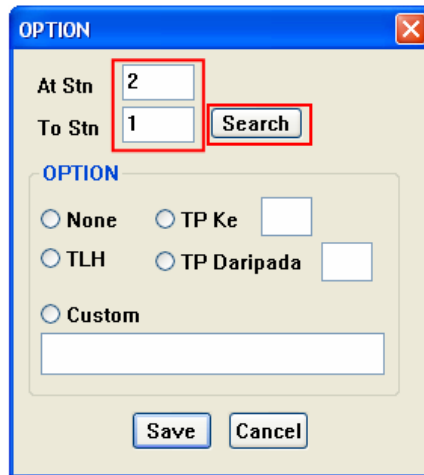 OPTION
At Stn 2
To Stn 1 Search
OPTION
None TP Ke
TLH TP Daripada
Custom
Save Cancel